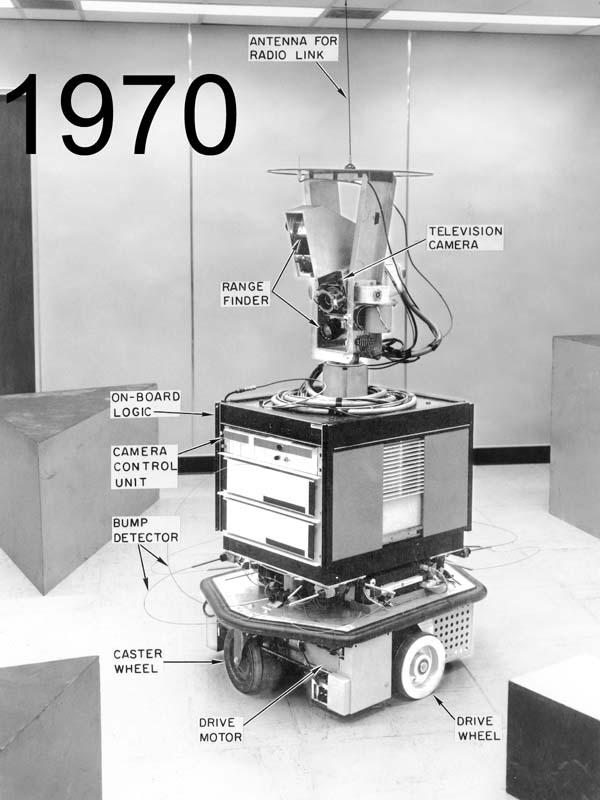 ANTENNA FOR
RADIO LINK
1970
TELEVISION
CAMERA
RANGE
FINDER
ON-BOARD
LOGIC
CAMERA
CONTROL
UNIT
BUMP
DETECTOR
CASTER
WHEEL
DRIVE
MOTOR
DRIVE
WHEEL